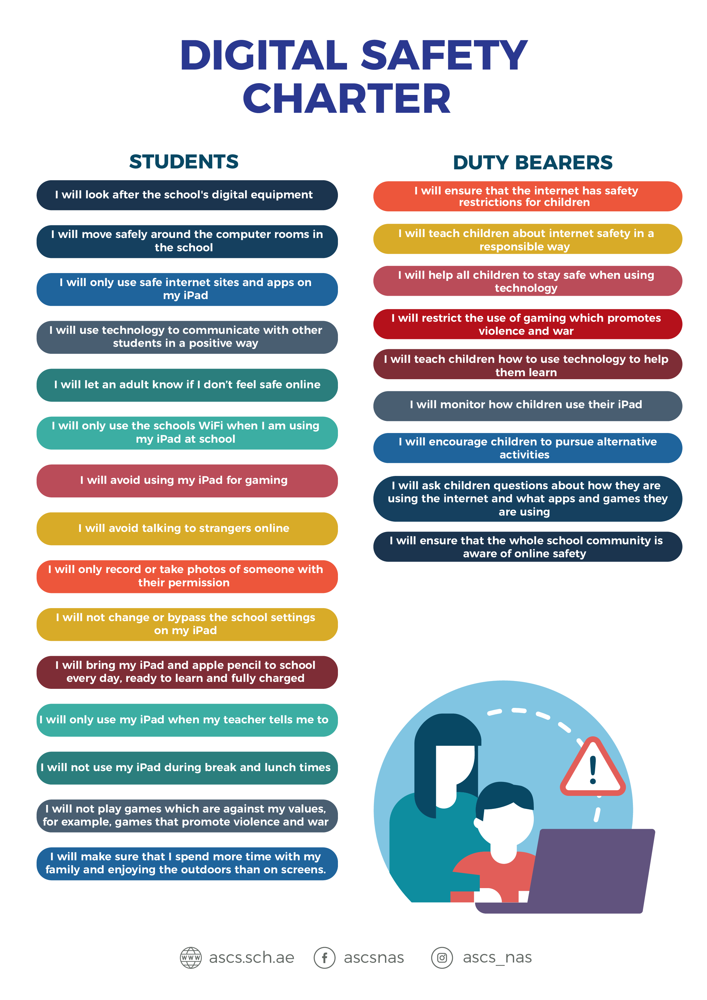 DIGITAL SAFETY
CHARTER
STUDENTS
I will look after the school's digital equipment
I will move safely around the computer rooms in
the school
I will only use safe internet sites and apps on
my iPad
I will use technology to communicate with other
students in a positive way
I will let an adult know if I don’t feel safe online
I will only use the schools WiFi when I am using
my iPad at school
I will avoid using my iPad for gaming
I will avoid talking to strangers online
I will only record or take photos of someone with
their permission
I will not change or bypass the school settings
on my iPad
I will bring my iPad and apple pencil to school
every day, ready to learn and fully charged
I will only use my iPad when my teacher tells me to
I will not use my iPad during break and lunch times
I will not play games which are against my values,
for example, games that promote violence and war
I will make sure that I spend more time with my
family and enjoying the outdoors than on screens.
DUTY BEARERS
I will ensure that the internet has safety
restrictions for children
I will teach children about internet safety in a
responsible way
I will help all children to stay safe when using
technology
I will restrict the use of gaming which promotes
violence and war
I will teach children how to use technology to help
them learn
I will monitor how children use their iPad
I will encourage children to pursue alternative
activities
I will ask children questions about how they are
using the internet and what apps and games they
are using
I will ensure that the whole school community is
aware of online safety
!
WWW ascs.sch.ae f ascsnas ascs_nas